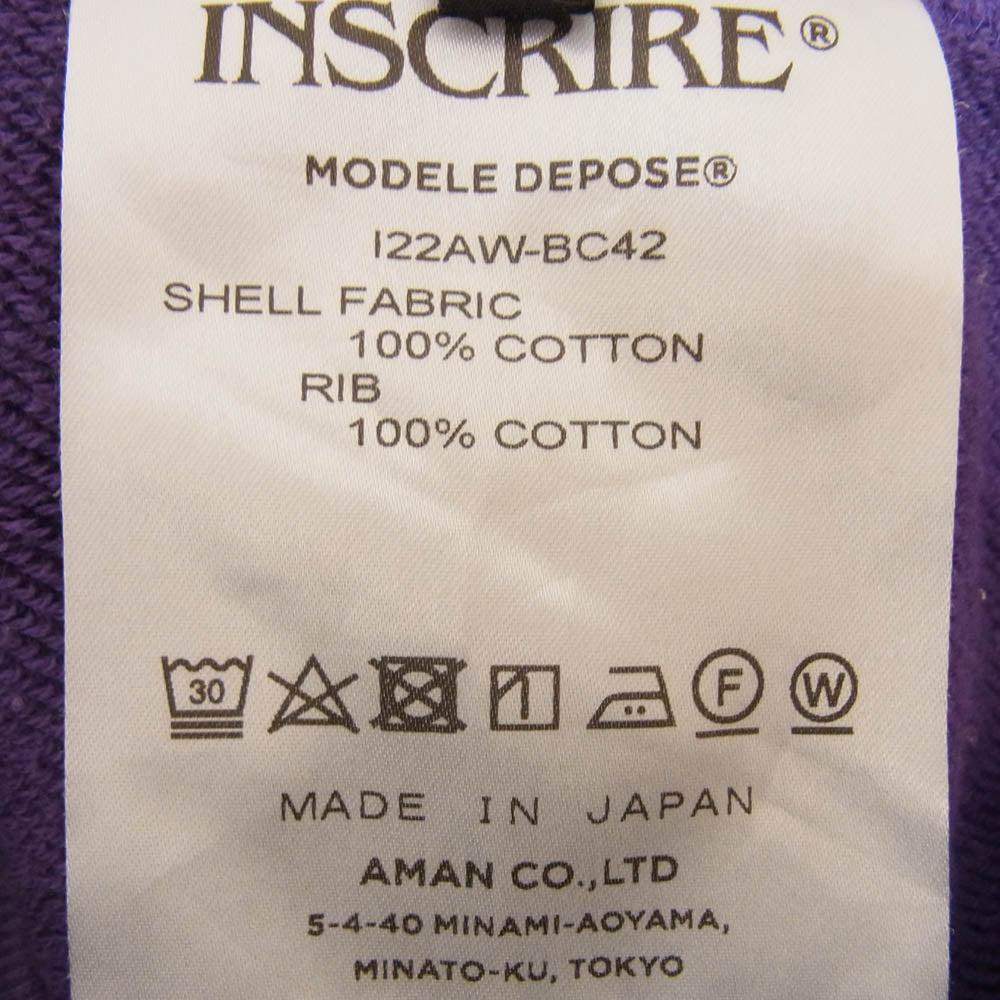 INSCRIRE®
MODELE DEPOSE®
I22AW-BC42
SHELL FABRIC
100% COTTON
RIB
100% COTTON
30 F W
MADE IN JAPAN
AMAN CO.,LTD
5-4-40 MINAMI-AOYAMA,
MINATO-KU, TOKYO